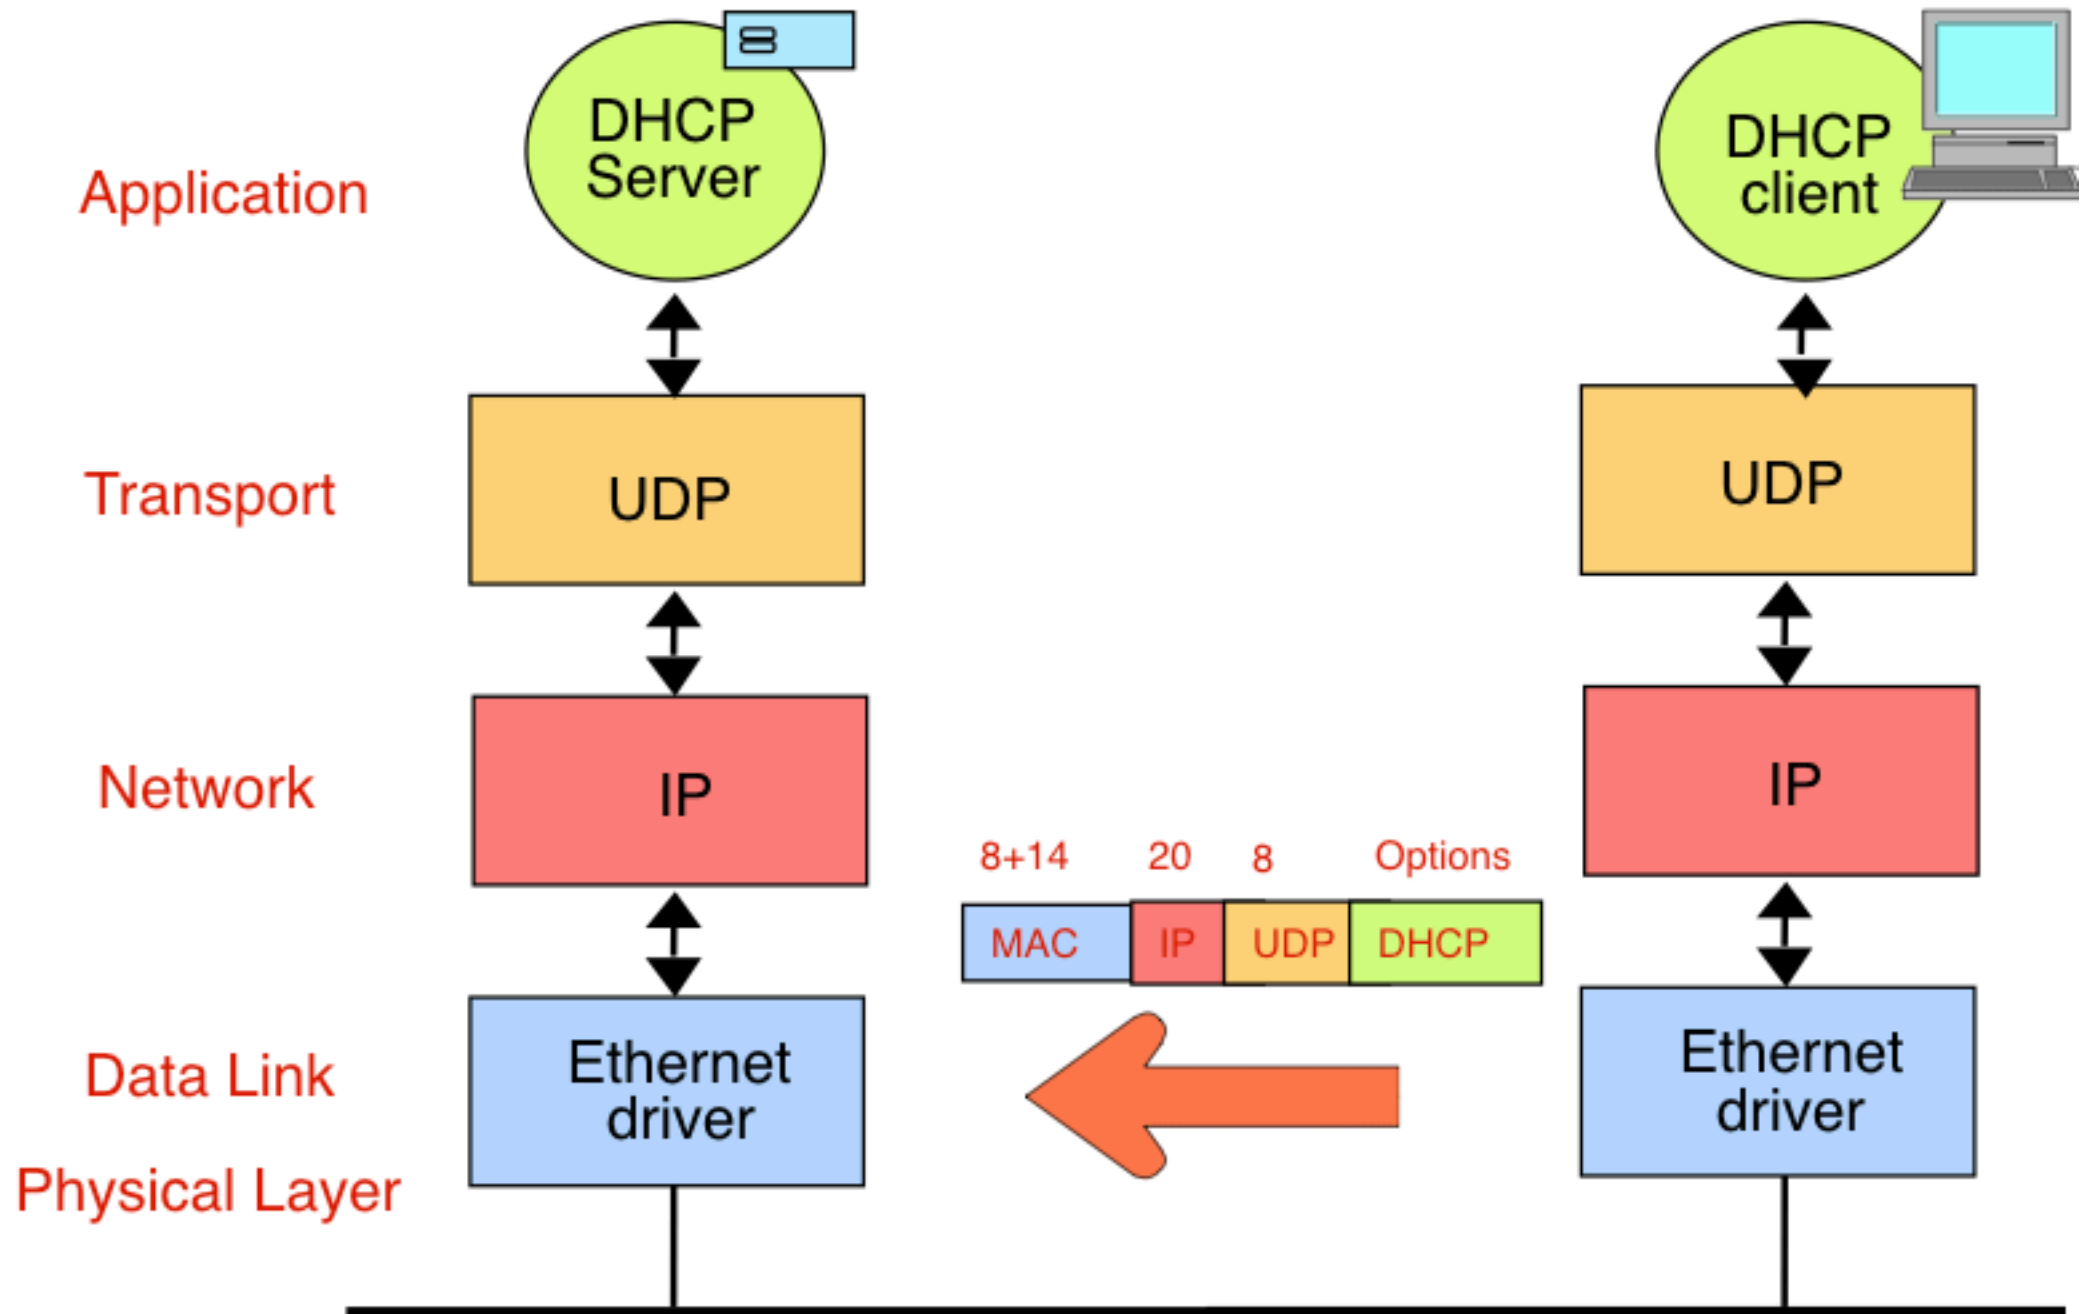 DHCP
Server
DHCP
client
Application
Transport
UDP
UDP
Network
IP
IP
8+14 20 8 Options
MAC IP UDP DHCP
Data Link
Ethernet
driver
Ethernet
driver
Physical Layer